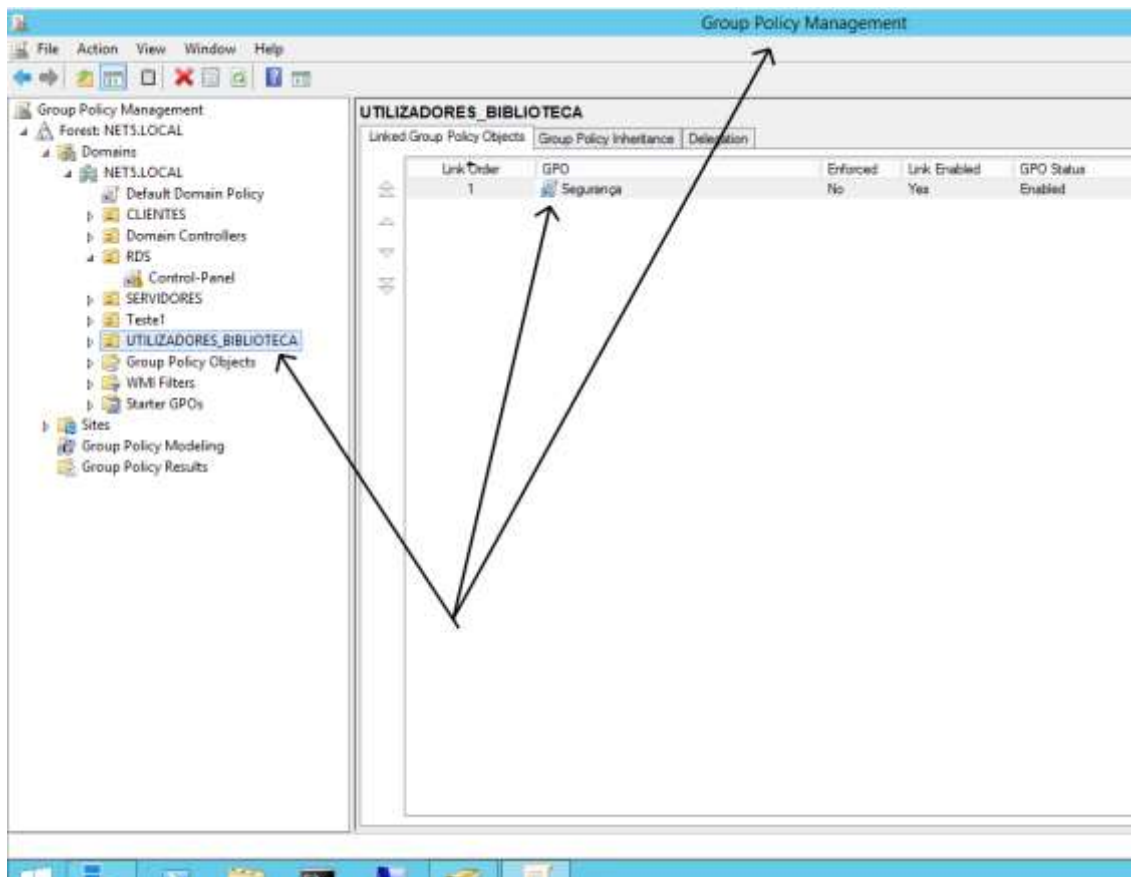 Group Policy Management
File Action View Window Help
Group Policy Management
Forest: NETS.LOCAL
Domains
NETS.LOCAL
Default Domain Policy
CLIENTES
Domain Controllers
RDS
Control-Panel
SERVIDORES
Teste1
UTILIZADORES_BIBLIOTECA
Group Policy Objects
WMI Filters
Starter GPOs
Sites
Group Policy Modeling
Group Policy Results
UTILIZADORES_BIBLIOTECA
Linked Group Policy Objects Group Policy Inheritance Delegation
Link Order GPO Enforced Link Enabled GPO Status
1 Segurança No Yes Enabled